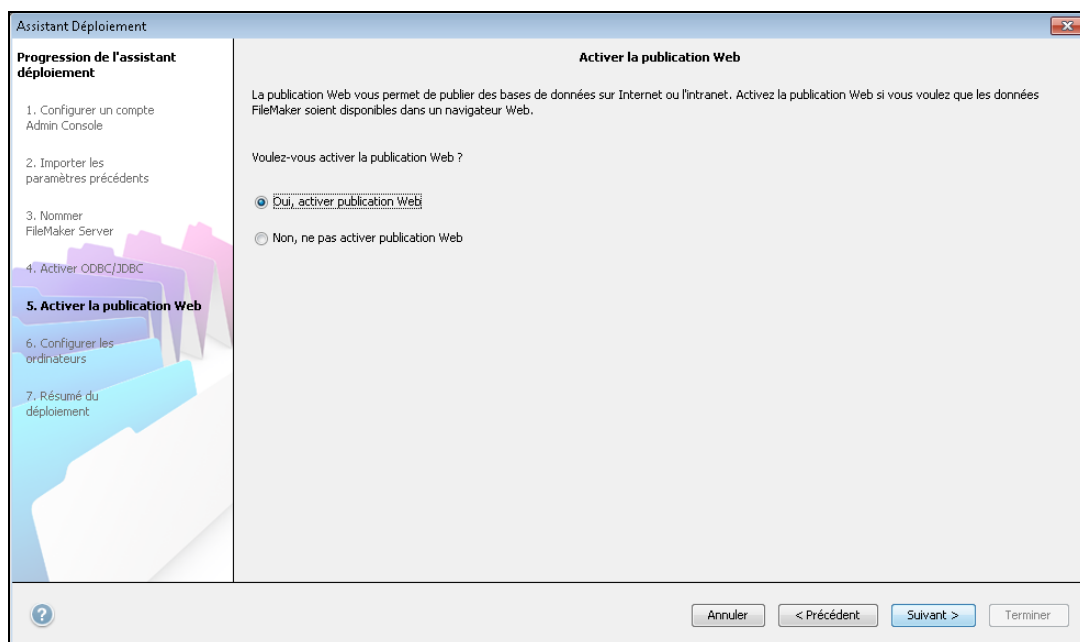 Assistant Déploiement
Progression de l'assistant
déploiement
1. Configurer un compte
Admin Console
2. Importer les
paramètres précédents
3. Nommer
FileMaker Server
4. Activer ODBC/JDBC
5. Activer la publication Web
6. Configurer les
ordinateurs
7. Résumé du
déploiement
Activer la publication Web
La publication Web vous permet de publier des bases de données sur Internet ou l'intranet. Activez la publication Web si vous voulez que les données
FileMaker soient disponibles dans un navigateur Web.
Voulez-vous activer la publication Web ?
Oui, activer publication Web
Non, ne pas activer publication Web
?
Annuler
< Précédent
Suivant >
Terminer